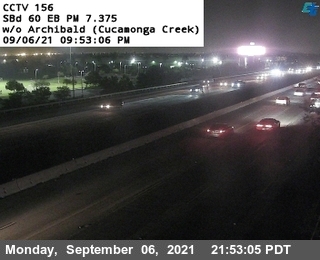 CCTV 156
SBd 60 EB PM 7.375
w/o Archibald (Cucamonga Creek)
09/06/21 09:53:06 PM
Monday, September 06, 2021 21:53:05 PDT